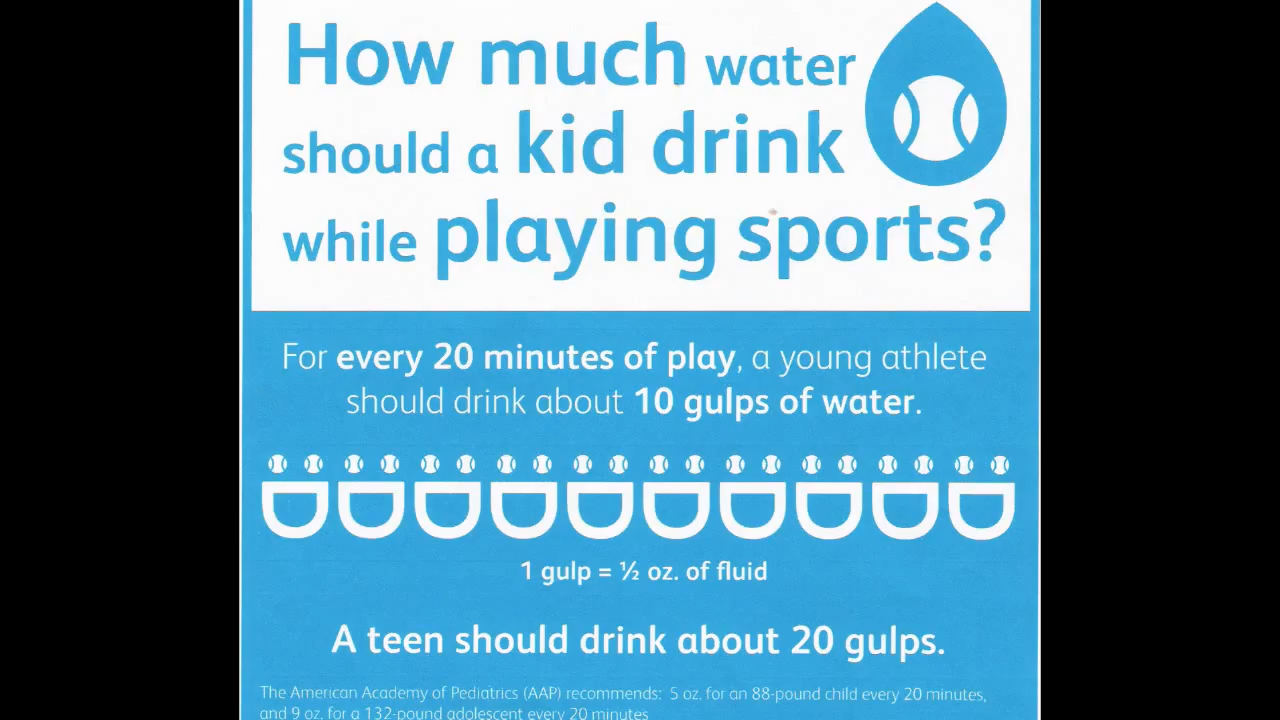 How much water
should a kid drink
while playing sports?
For every 20 minutes of play, a young athlete
should drink about 10 gulps of water.
1 gulp = ½ oz. of fluid
A teen should drink about 20 gulps.
The American Academy of Pediatrics (AAP) recommends: 5 oz. for an 88-pound child every 20 minutes,
and 9 oz. for a 132-pound adolescent every 20 minutes